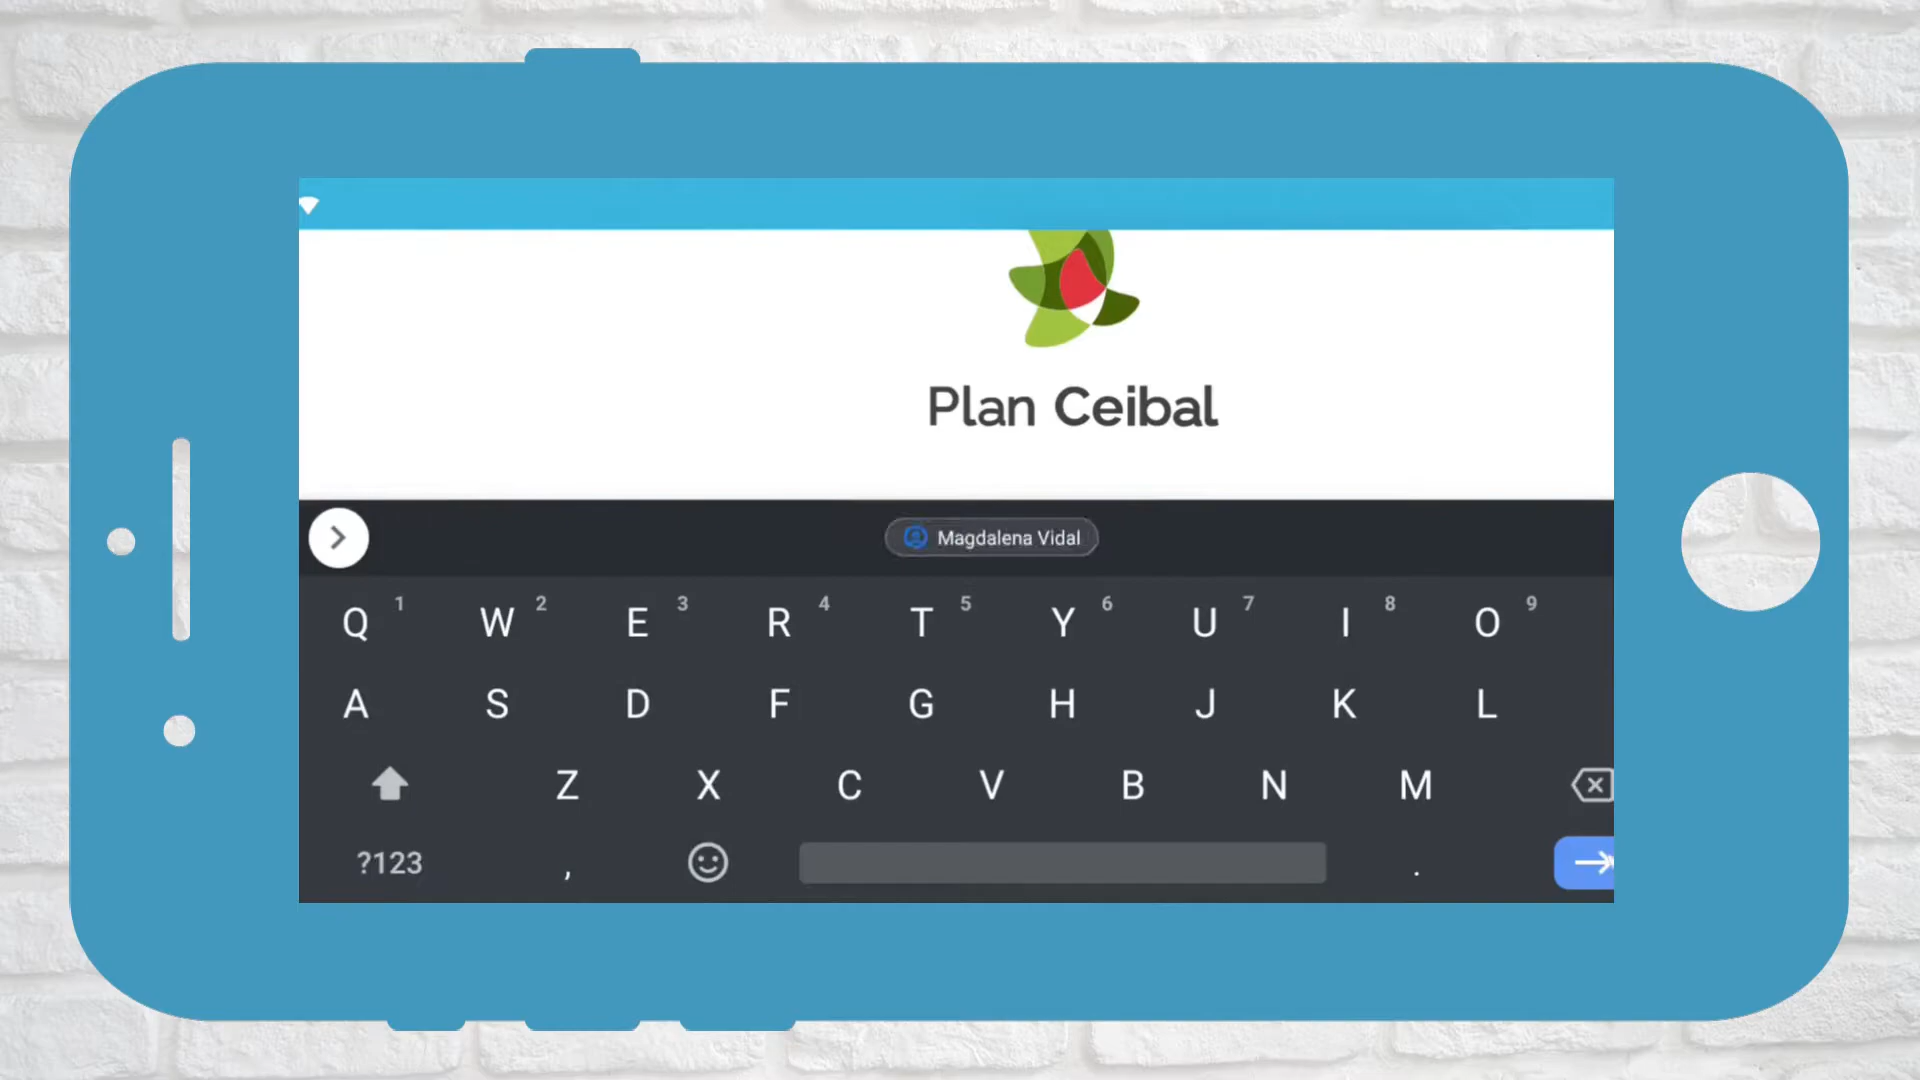 Plan Ceibal
Magdalena Vidal
Q 1 W 2 E 3 R 4 T 5 Y 6 U 7 I 8 O 9
A S D F G H J K L
Z X C V B N M
?123 , .